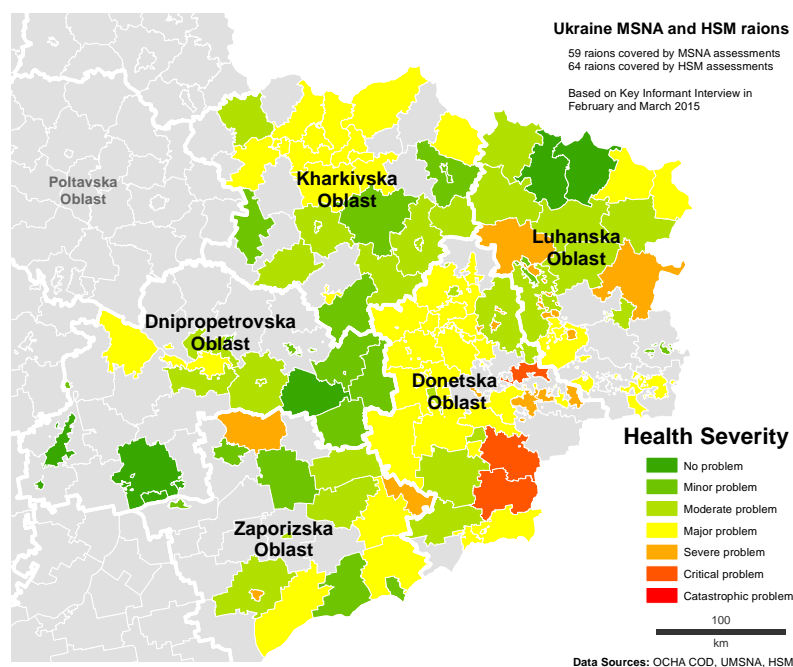 Ukraine MSNA and HSM raions
59 raions covered by MSNA assessments
64 raions covered by HSM assessments
Based on Key Informant Interview in
February and March 2015
Poltavska
Oblast
Kharkivska
Oblast
Luhanska
Oblast
Dnipropetrovska
Oblast
Donetska
Oblast
Zaporizska
Oblast
Health Severity
No problem
Minor problem
Moderate problem
Major problem
Severe problem
Critical problem
Catastrophic problem
100
km
Data Sources: OCHA COD, UMSNA, HSM